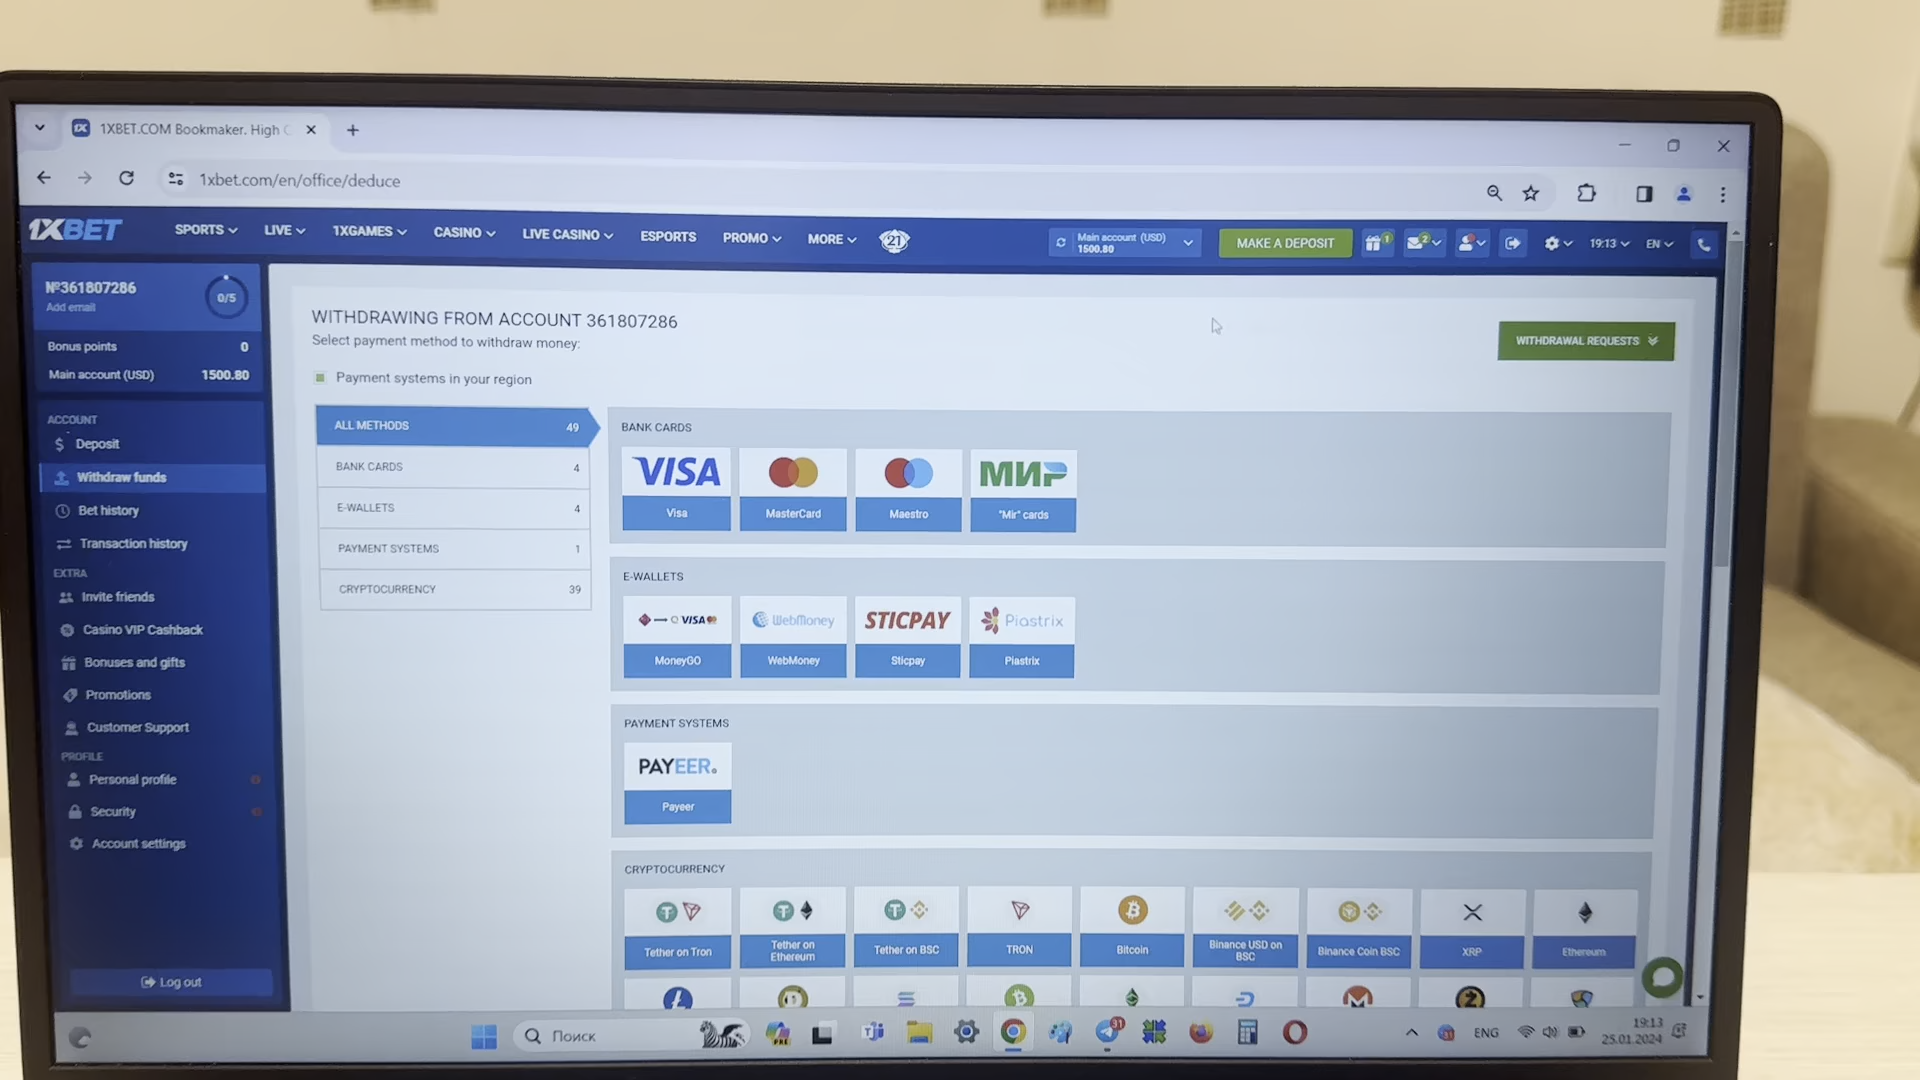 1XBET.COM Bookmaker. High
1xbet.com/en/office/deduce
1XBET
SPORTS
LIVE
1XGAMES
CASINO
LIVE CASINO
ESPORTS
PROMO
MORE
21
Main account (USD)
1500.80
MAKE A DEPOSIT
1
2
19:13
EN
№361807286
Add email
0/5
Bonus points 0
Main account (USD) 1500.80
ACCOUNT
Deposit
Withdraw funds
Bet history
Transaction history
EXTRA
Invite friends
Casino VIP Cashback
Bonuses and gifts
Promotions
Customer Support
PROFILE
Personal profile
Security
Account settings
Log out
WITHDRAWING FROM ACCOUNT 361807286
Select payment method to withdraw money:
WITHDRAWAL REQUESTS
Payment systems in your region
ALL METHODS 49
BANK CARDS 4
E-WALLETS 4
PAYMENT SYSTEMS 1
CRYPTOCURRENCY 39
BANK CARDS
VISA
МИР
Visa
MasterCard
Maestro
"Mir" cards
E-WALLETS
VISA
WebMoney
STICPAY
Piastrix
MoneyGO
WebMoney
Sticpay
Piastrix
PAYMENT SYSTEMS
PAYEER
Payeer
CRYPTOCURRENCY
Tether on Tron
Tether on
Ethereum
Tether on BSC
TRON
Bitcoin
Binance USD on
BSC
Binance Coin BSC
XRP
Ethereum
Поиск
PRE
31
ENG
19:13
25.01.2024